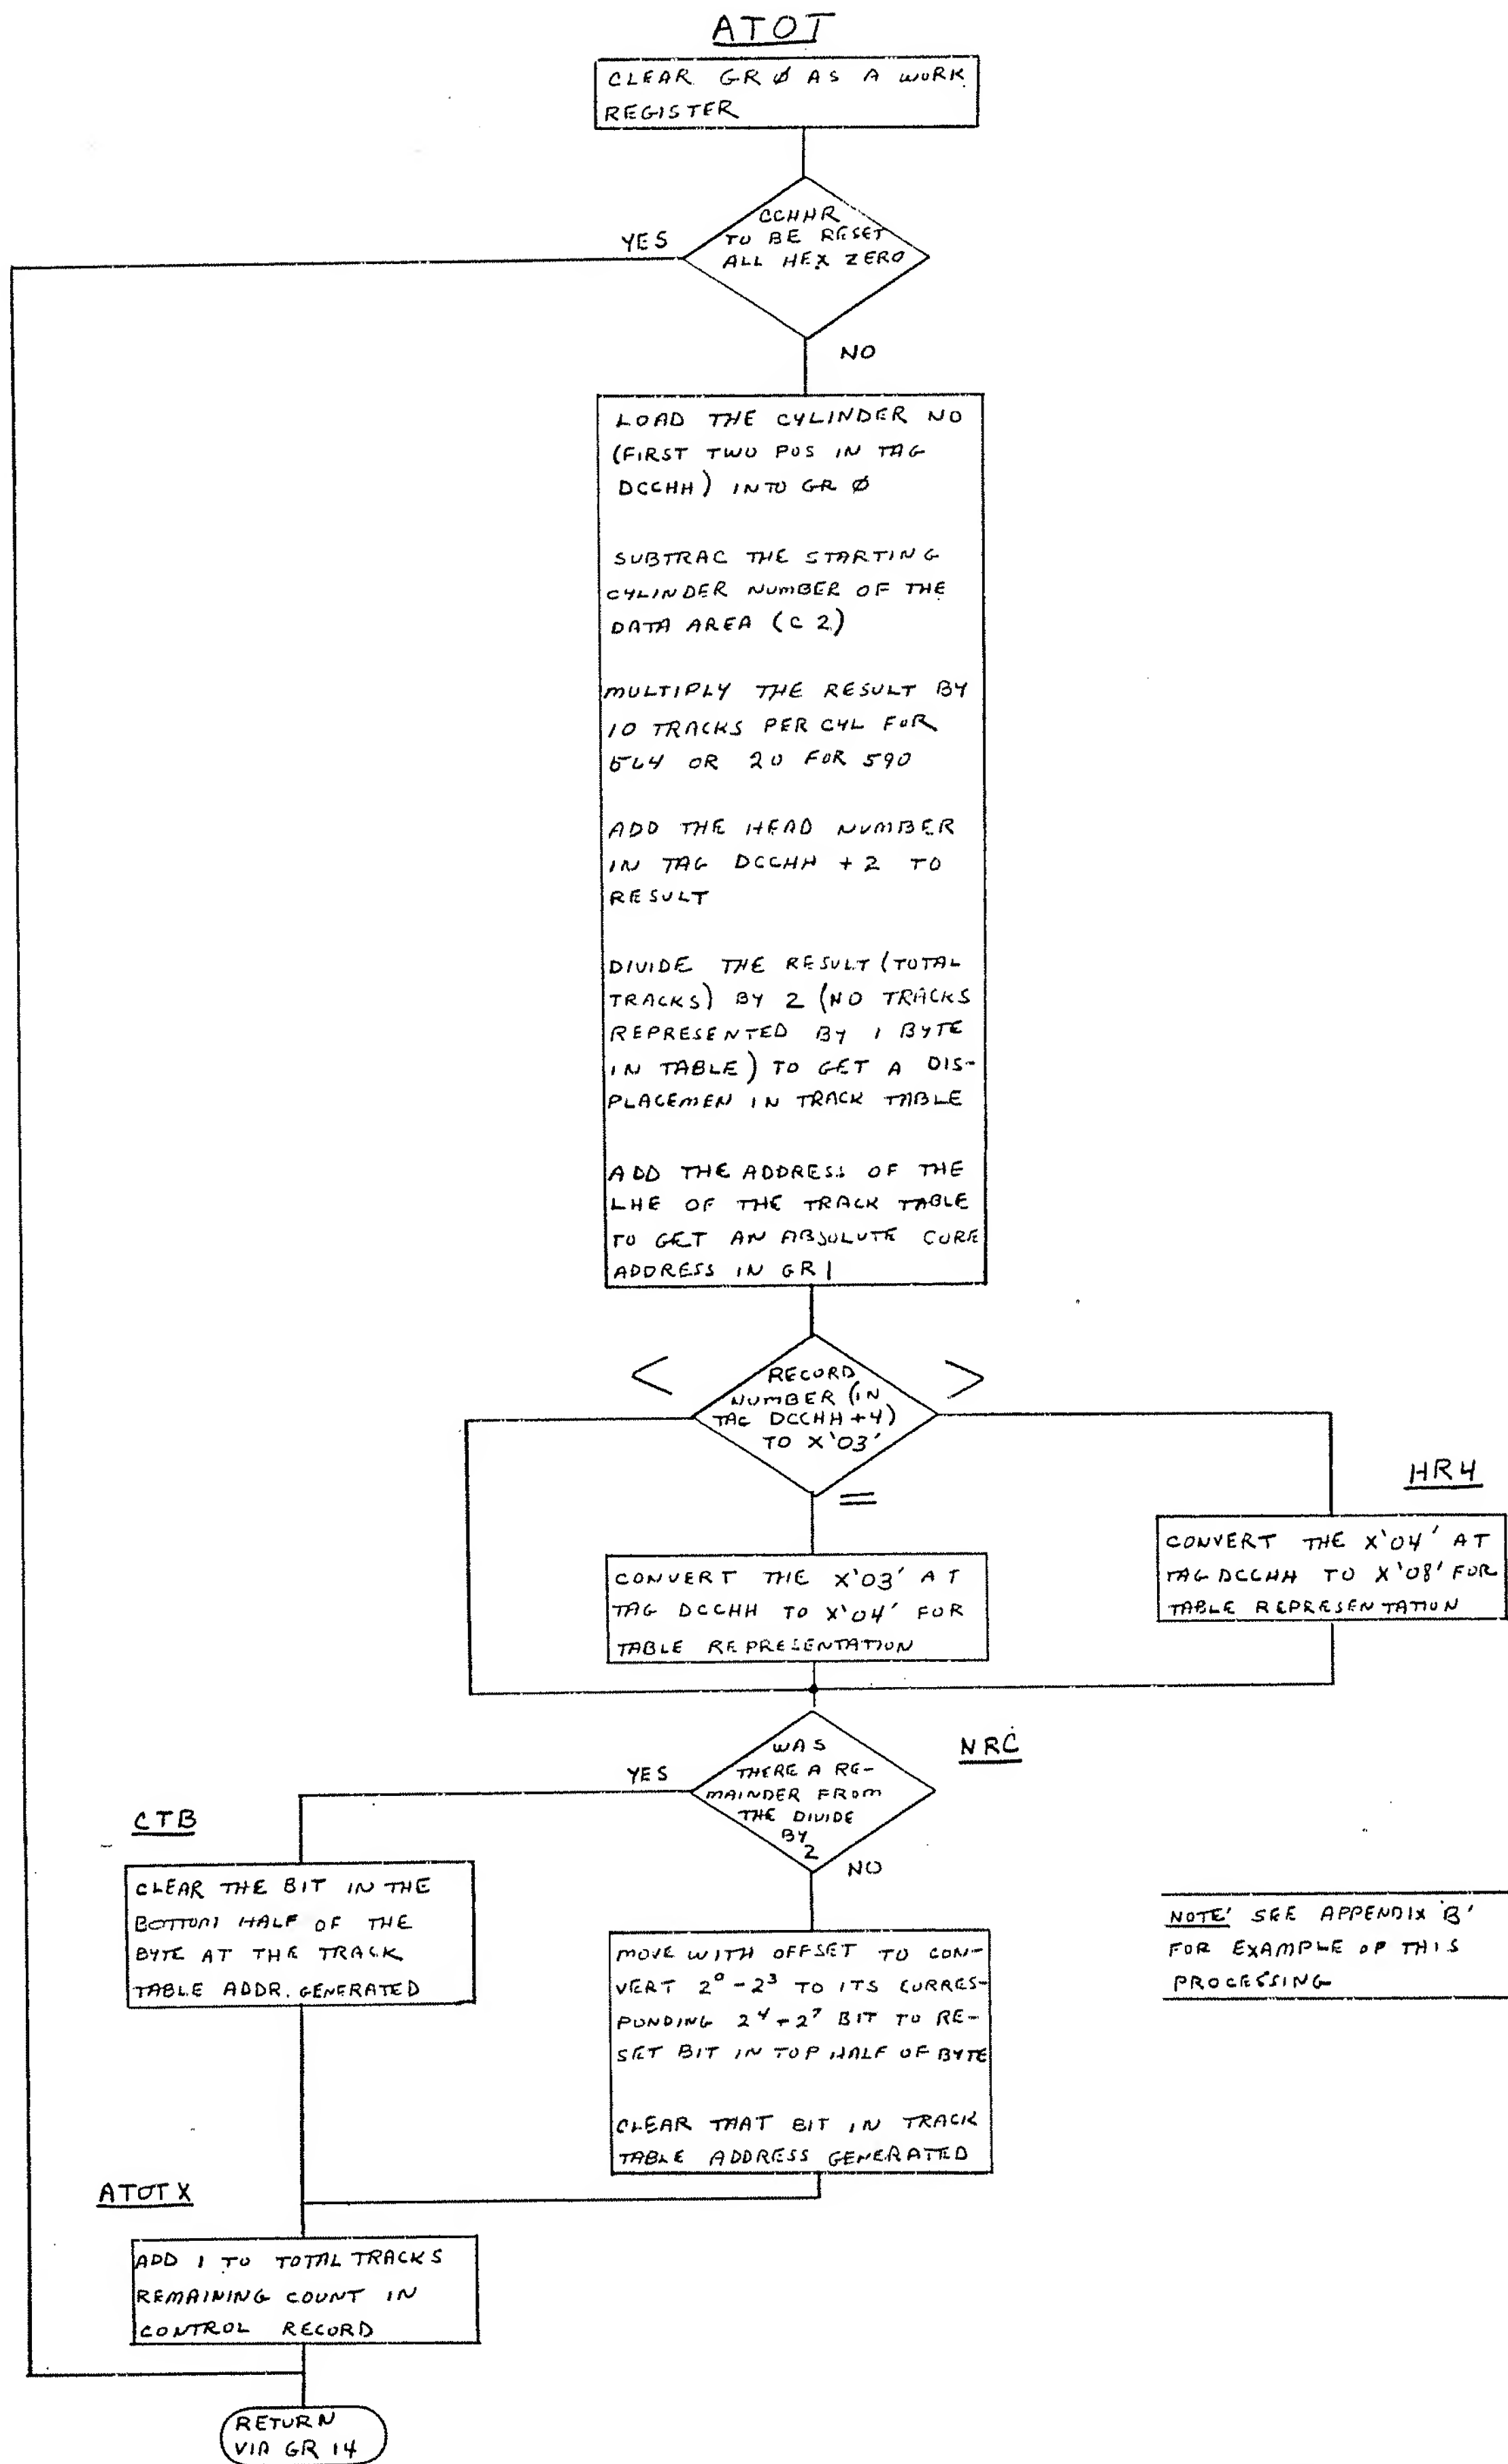 ATOT
CLEAR GR Ø AS A WORK
REGISTER
CCHHR
TO BE RESET
ALL HEX ZERO
YES
NO
LOAD THE CYLINDER NO
(FIRST TWO POS IN TAG
DCCHH) INTO GR Ø
SUBTRAC THE STARTING
CYLINDER NUMBER OF THE
DATA AREA (C 2)
MULTIPLY THE RESULT BY
10 TRACKS PER CYL FOR
564 OR 20 FOR 590
ADD THE HEAD NUMBER
IN TAG DCCHH + 2 TO
RESULT
DIVIDE THE RESULT (TOTAL
TRACKS) BY 2 (NO TRACKS
REPRESENTED BY 1 BYTE
IN TABLE) TO GET A DIS-
PLACEMEN IN TRACK TABLE
ADD THE ADDRESS OF THE
LHE OF THE TRACK TABLE
TO GET AN ABSOLUTE CORE
ADDRESS IN GR 1
<
RECORD
NUMBER (IN
TAG DCCHH +4)
TO X'03'
>
=
HR4
CONVERT THE X'03' AT
TAG DCCHH TO X'04' FOR
TABLE REPRESENTATION
CONVERT THE X'04' AT
TAG DCCHH TO X'08' FOR
TABLE REPRESENTATION
NRC
WAS
THERE A RE-
MAINDER FROM
THE DIVIDE
BY
2
YES
NO
CTB
CLEAR THE BIT IN THE
BOTTOM HALF OF THE
BYTE AT THE TRACK
TABLE ADDR. GENERATED
MOVE WITH OFFSET TO CON-
VERT 2⁰ - 2³ TO ITS CORRES-
PONDING 2⁴ - 2⁷ BIT TO RE-
SET BIT IN TOP HALF OF BYTE
CLEAR THAT BIT IN TRACK
TABLE ADDRESS GENERATED
NOTE' SEE APPENDIX 'B'
FOR EXAMPLE OF THIS
PROCESSING
ATOTX
ADD 1 TO TOTAL TRACKS
REMAINING COUNT IN
CONTROL RECORD
RETURN
VIA GR 14